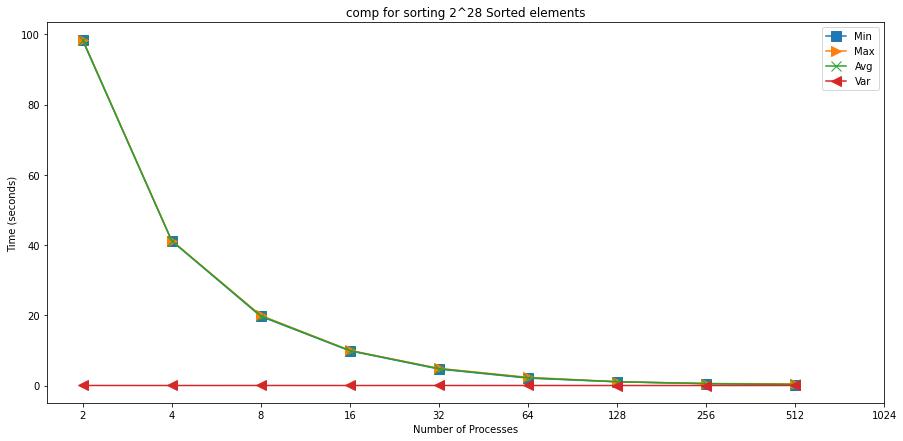 comp for sorting 2^28 Sorted elements
Min
Max
Avg
Var
100
80
60
40
20
0
Time (seconds)
2 4 8 16 32 64 128 256 512 1024
Number of Processes